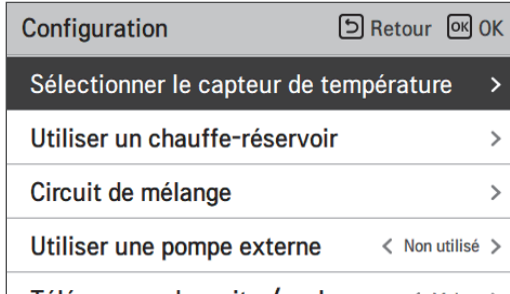 Configuration Retour OK OK
Sélectionner le capteur de température >
Utiliser un chauffe-réservoir >
Circuit de mélange >
Utiliser une pompe externe < Non utilisé >